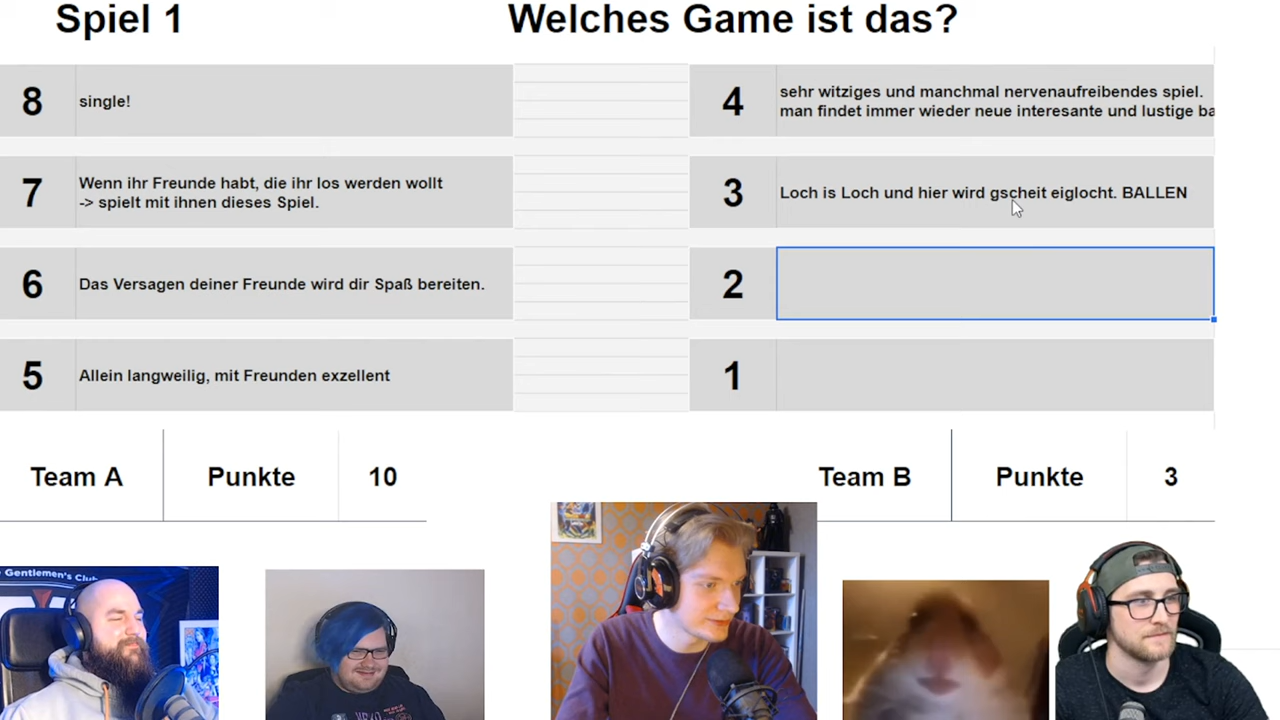 Spiel 1
Welches Game ist das?
8
single!
7
Wenn ihr Freunde habt, die ihr los werden wollt
-> spielt mit ihnen dieses Spiel.
6
Das Versagen deiner Freunde wird dir Spaß bereiten.
5
Allein langweilig, mit Freunden exzellent
4
sehr witziges und manchmal nervenaufreibendes spiel.
man findet immer wieder neue interesante und lustige ba
3
Loch is Loch und hier wird gscheit eiglocht. BALLEN
2
1
Team A
Punkte
10
Team B
Punkte
3
Gentlemen's Club